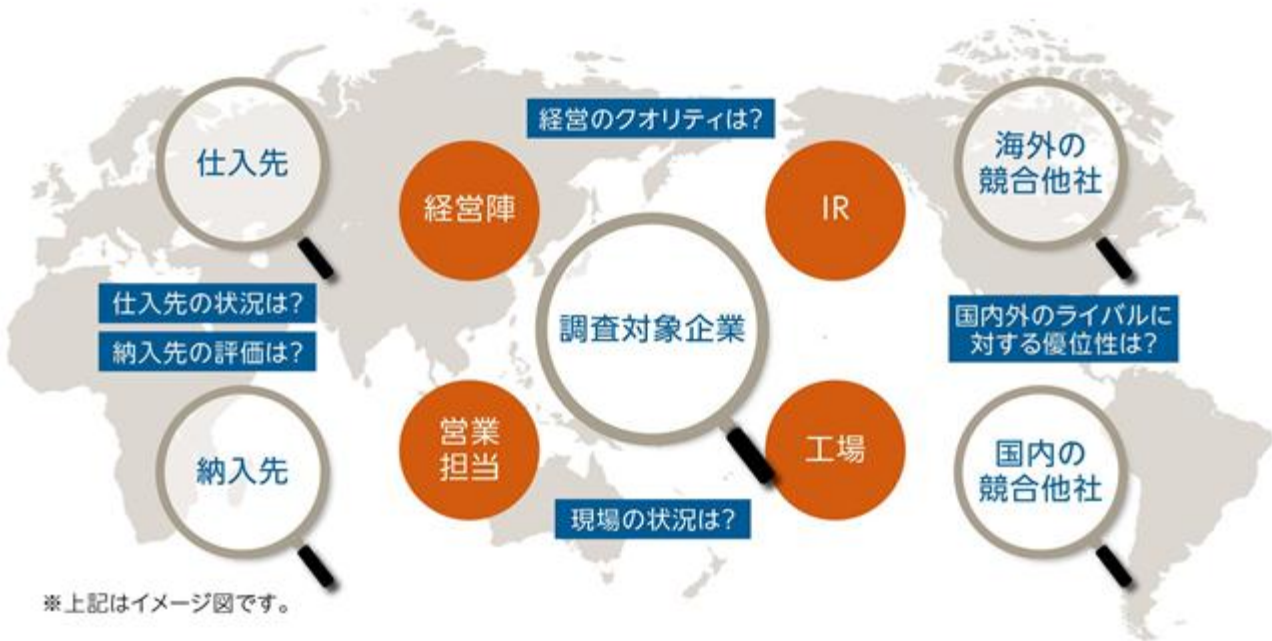 経営のクオリティは?
仕入先
経営陣
IR
海外の
競合他社
調査対象企業
仕入先の状況は?
納入先の評価は?
国内外のライバルに
対する優位性は?
納入先
営業
担当
工場
国内の
競合他社
現場の状況は?
※上記はイメージ図です。